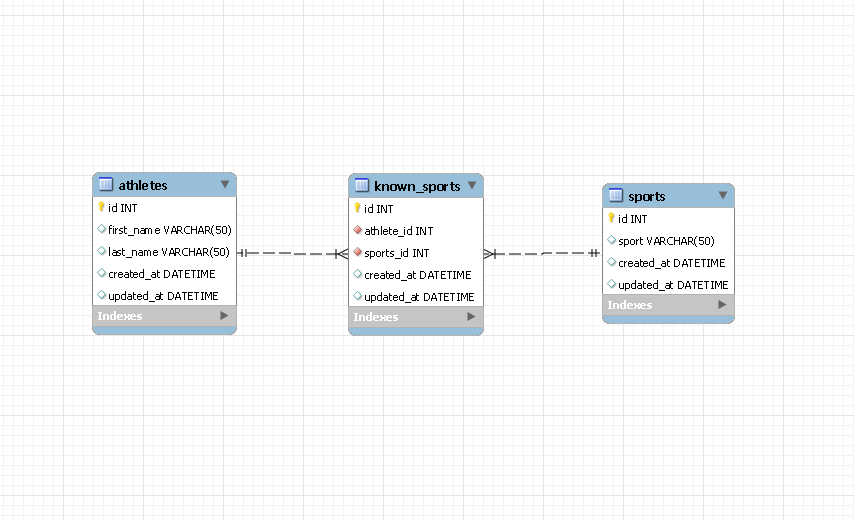 athletes
id INT
first_name VARCHAR(50)
last_name VARCHAR(50)
created_at DATETIME
updated_at DATETIME
Indexes
known_sports
id INT
athlete_id INT
sports_id INT
created_at DATETIME
updated_at DATETIME
Indexes
sports
id INT
sport VARCHAR(50)
created_at DATETIME
updated_at DATETIME
Indexes